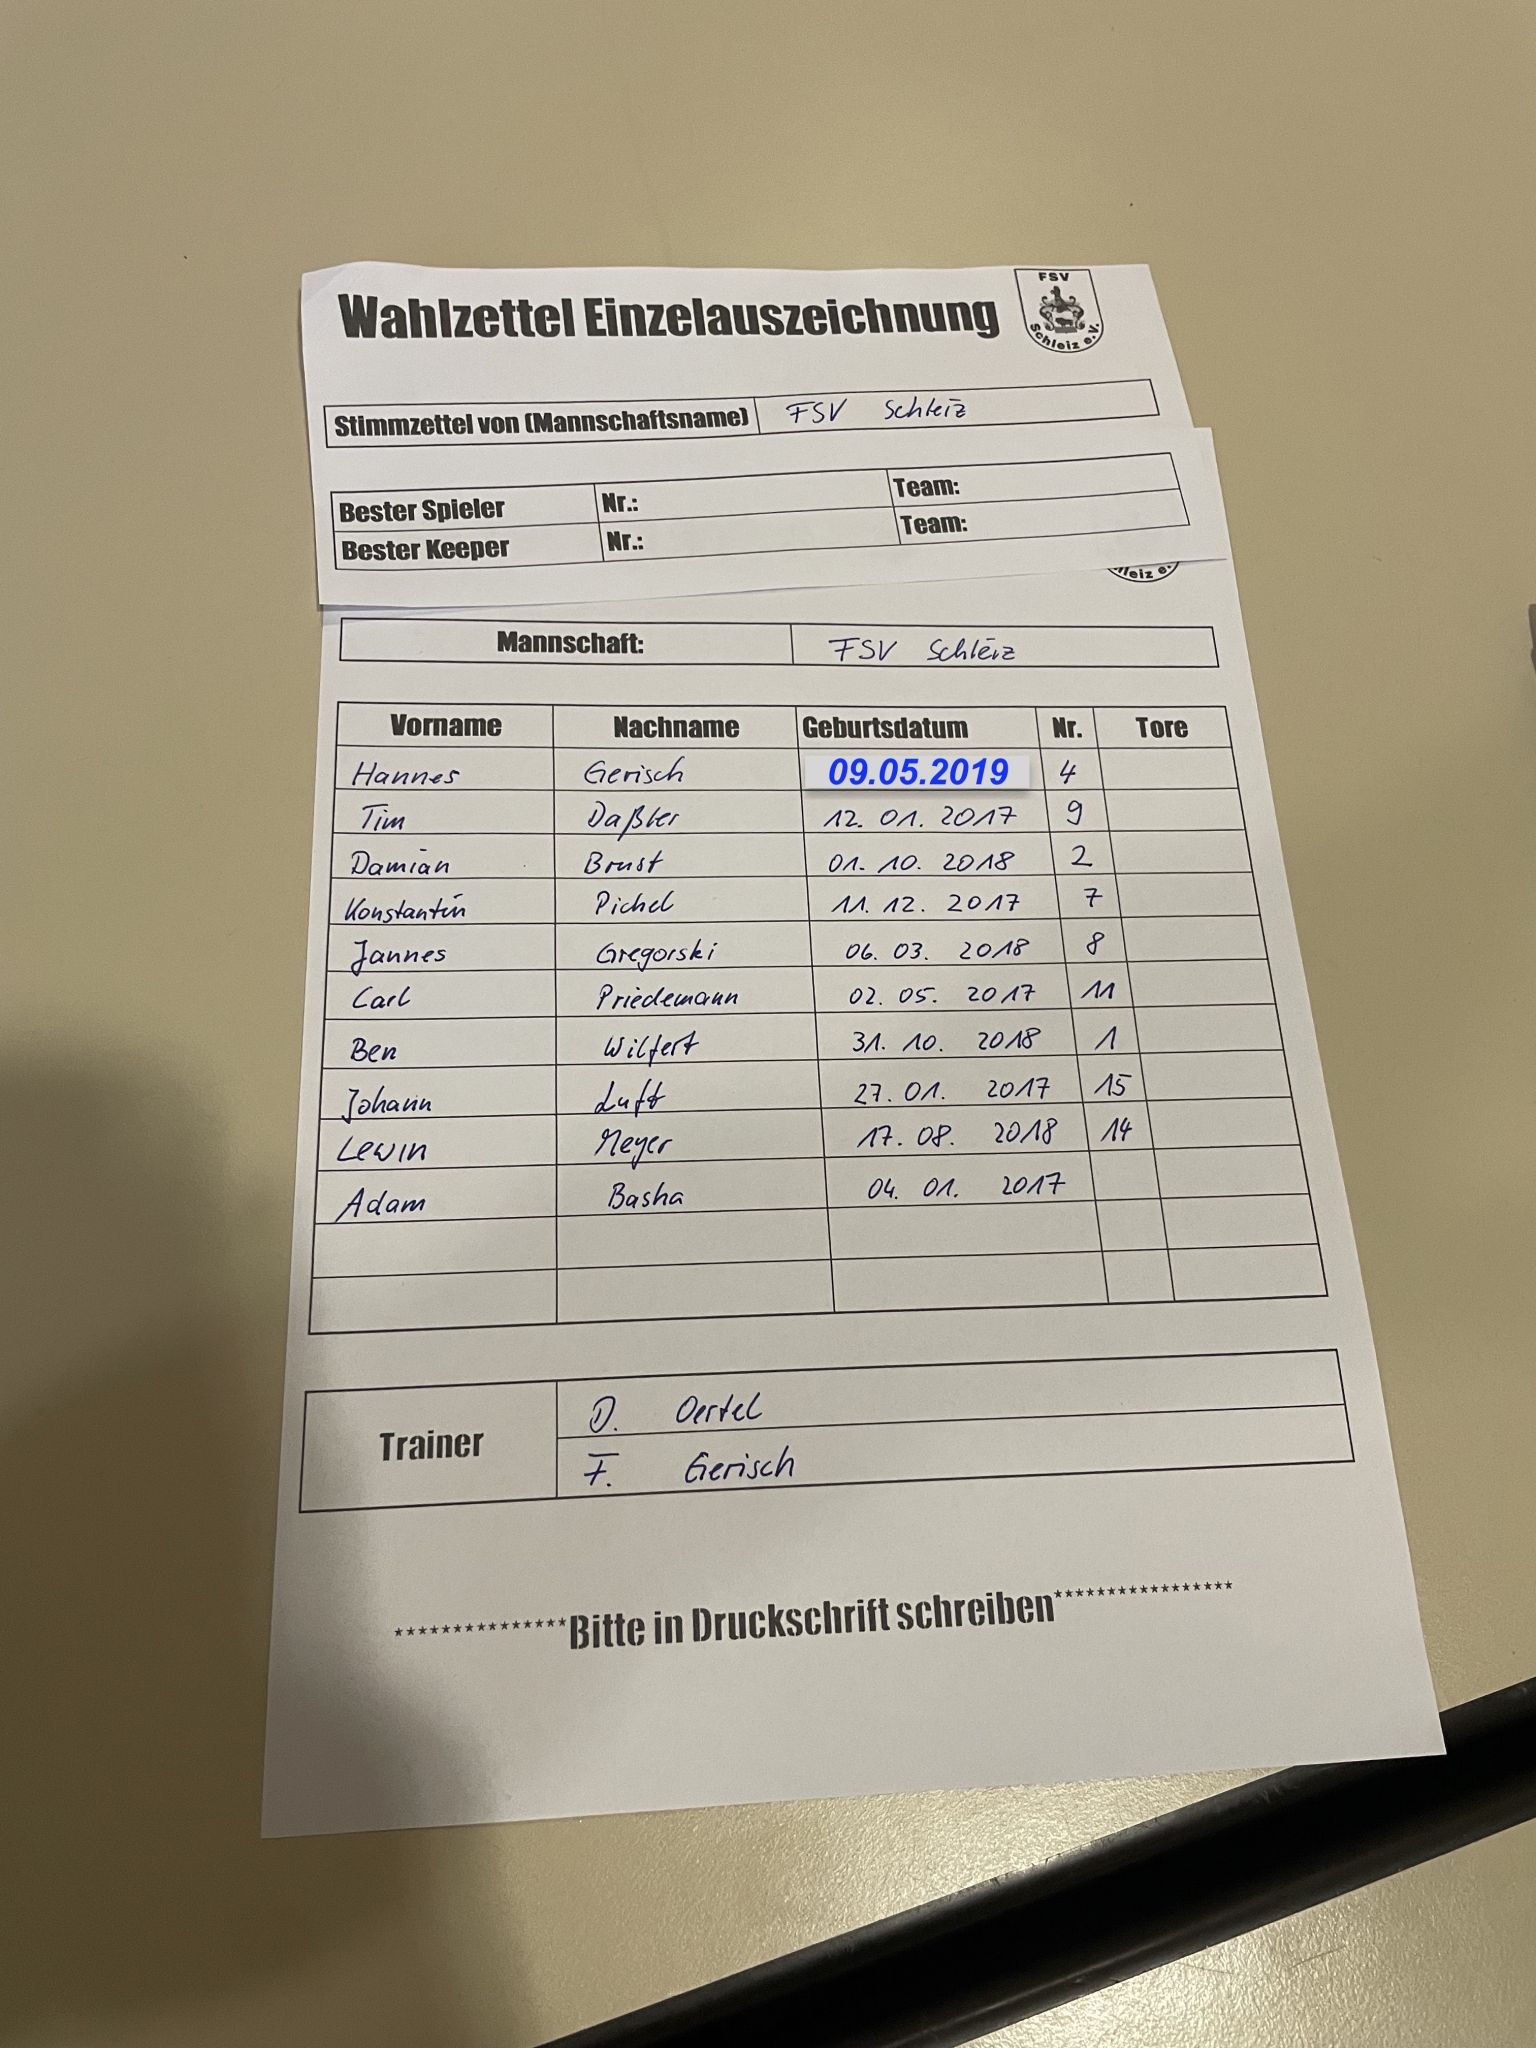 Wahlzettel Einzelauszeichnung
FSV
Schleiz e.V.
Stimmzettel von (Mannschaftsname) FSV Schleiz
Bester Spieler Nr.: Team:
Bester Keeper Nr.: Team:
hleiz e.
Mannschaft: FSV Schleiz
Vorname Nachname Geburtsdatum Nr. Tore
Hannes Gerisch 09.05.2019 4
Tim Daßler 12. 01. 2017 9
Damian Brust 01. 10. 2018 2
Konstantin Pichel 11. 12. 2017 7
Jannes Gregorski 06. 03. 2018 8
Carl Priedemann 02. 05. 2017 11
Ben Wilfert 31. 10. 2018 1
Johann Luft 27. 01. 2017 15
Lewin Meyer 17. 08. 2018 14
Adam Basha 04. 01. 2017
Trainer
D. Oertel
F. Gerisch
***************Bitte in Druckschrift schreiben*****************